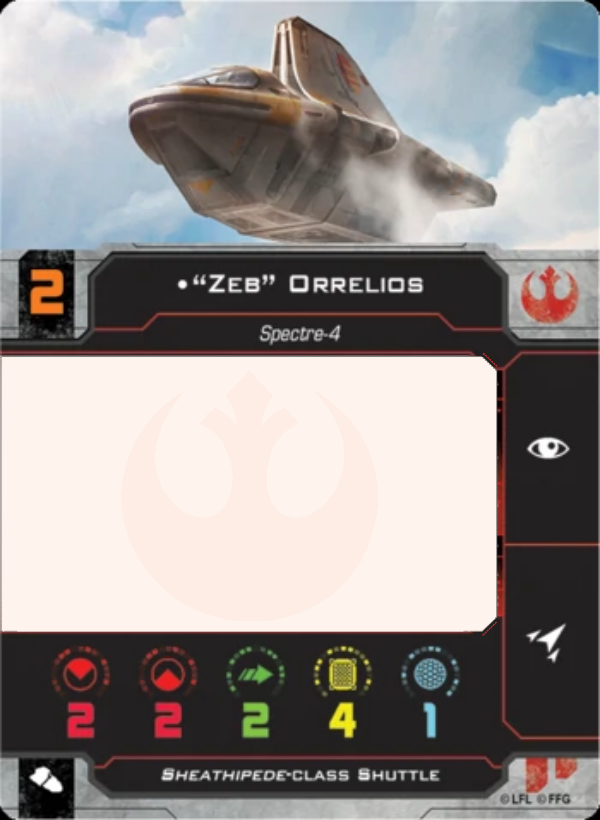 2
•“Zeb” Orrelios
Spectre-4
2 2 2 4 1
Sheathipede-class Shuttle
©LFL ©FFG